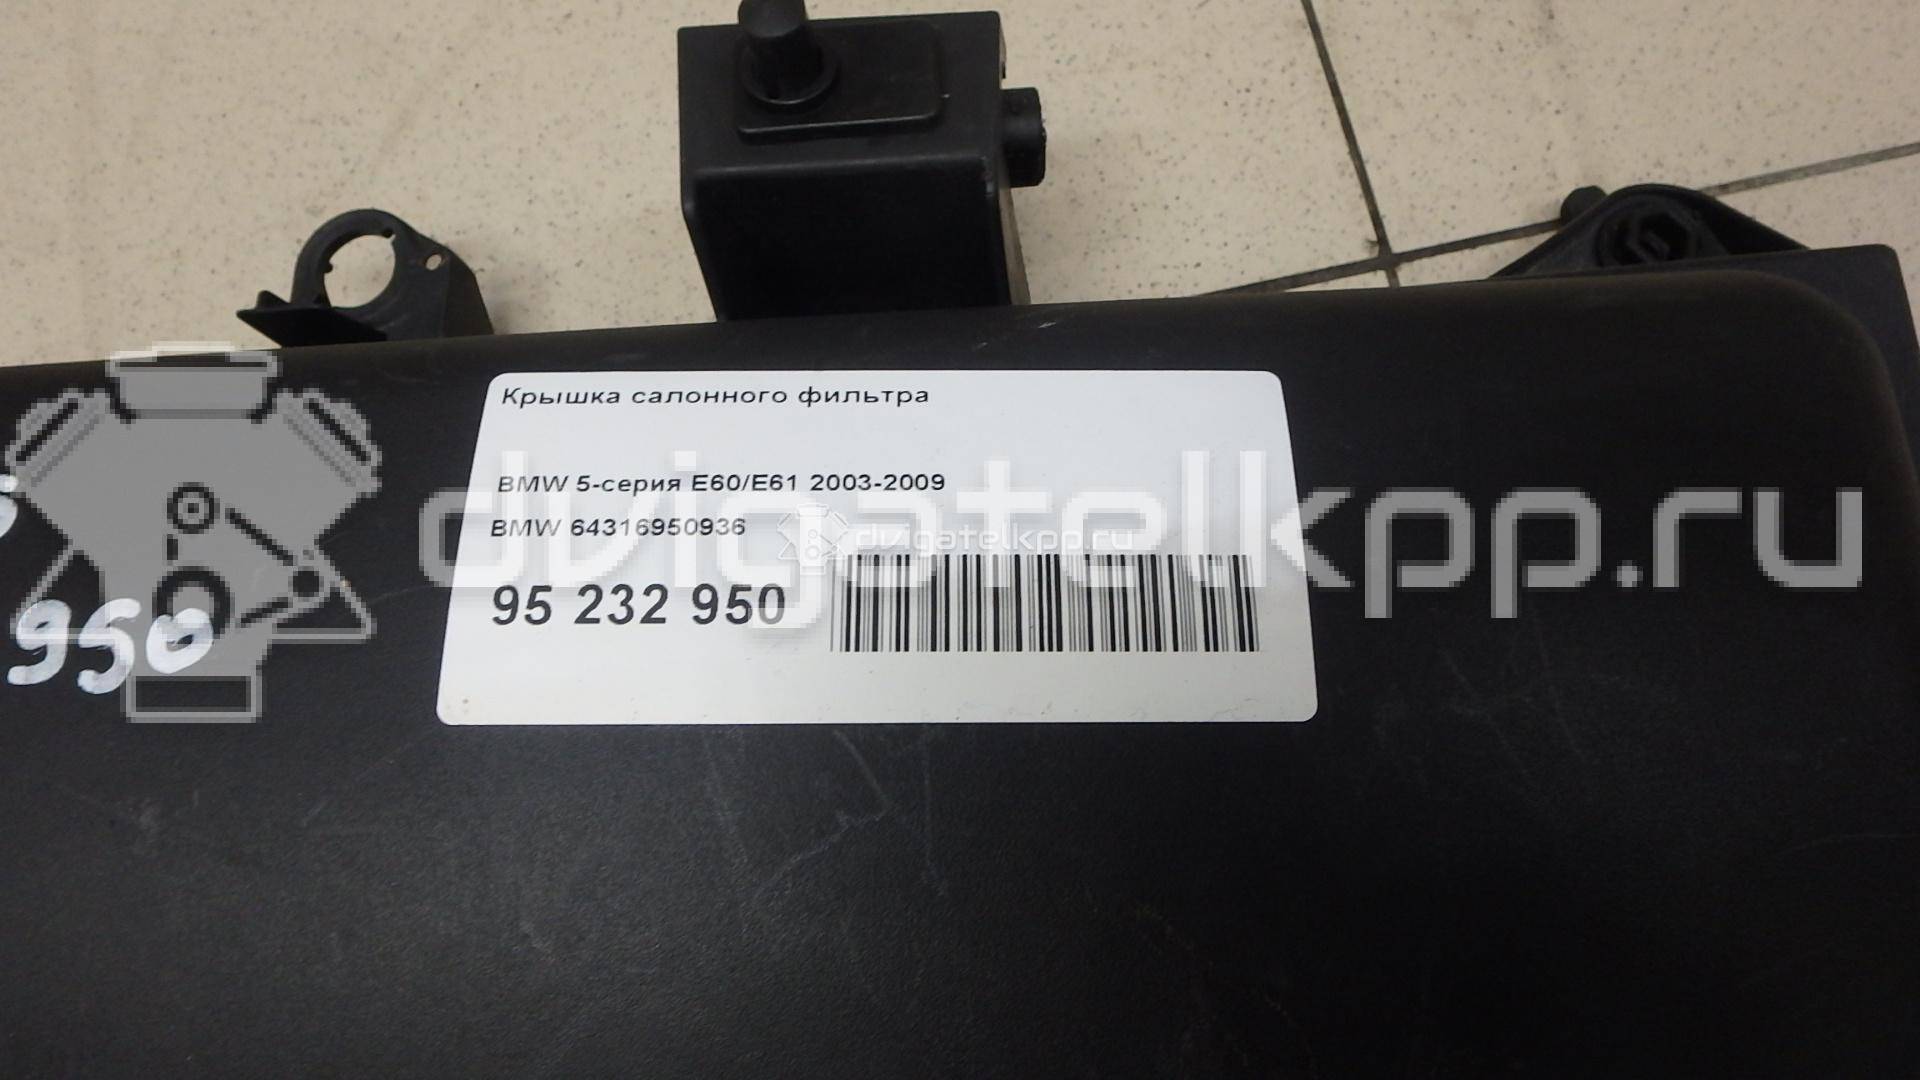 Крышка салонного фильтра
BMW 5-серия E60/E61 2003-2009
BMW 64316950936
95 232 950
950
dvigatelkpp.ru
dvigatelkpp.ru